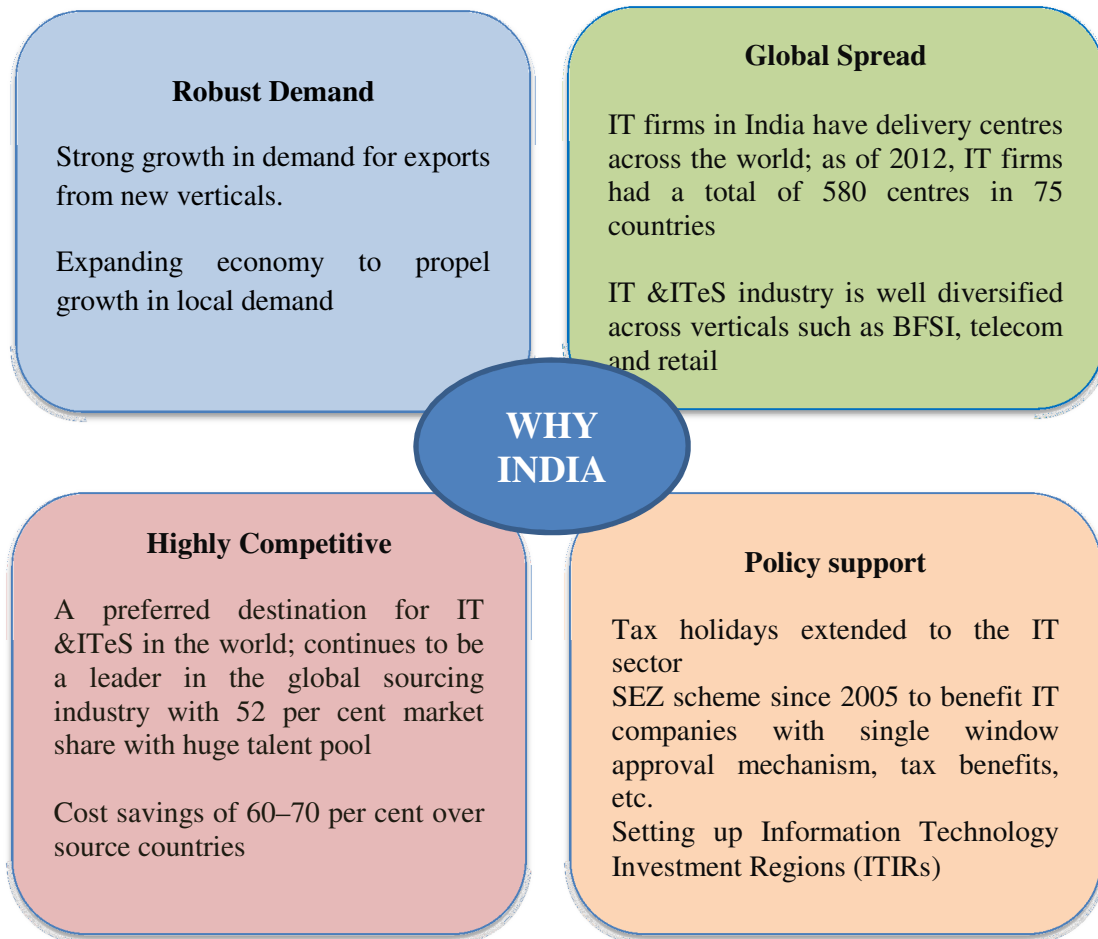 Robust Demand
Strong growth in demand for exports
from new verticals.
Expanding economy to propel
growth in local demand
Global Spread
IT firms in India have delivery centres
across the world; as of 2012, IT firms
had a total of 580 centres in 75
countries
IT &ITeS industry is well diversified
across verticals such as BFSI, telecom
and retail
WHY
INDIA
Highly Competitive
A preferred destination for IT
&ITeS in the world; continues to be
a leader in the global sourcing
industry with 52 per cent market
share with huge talent pool
Cost savings of 60–70 per cent over
source countries
Policy support
Tax holidays extended to the IT
sector
SEZ scheme since 2005 to benefit IT
companies with single window
approval mechanism, tax benefits,
etc.
Setting up Information Technology
Investment Regions (ITIRs)